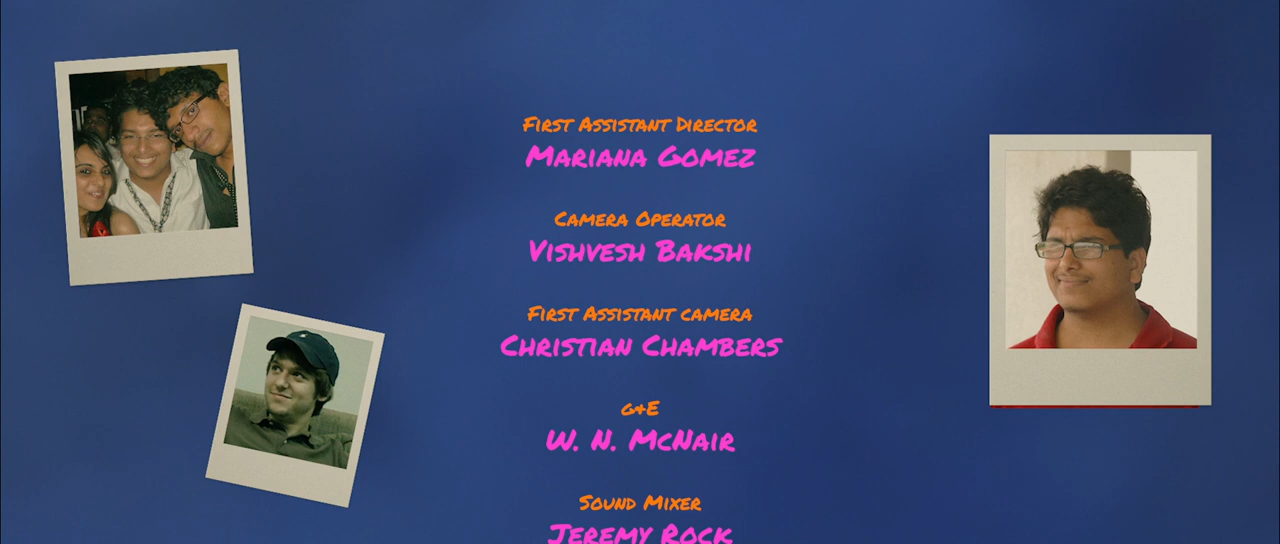 First Assistant Director
Mariana Gomez
Camera Operator
Vishvesh Bakshi
First Assistant camera
Christian Chambers
G&E
W. N. McNair
Sound Mixer
Jeremy Rock